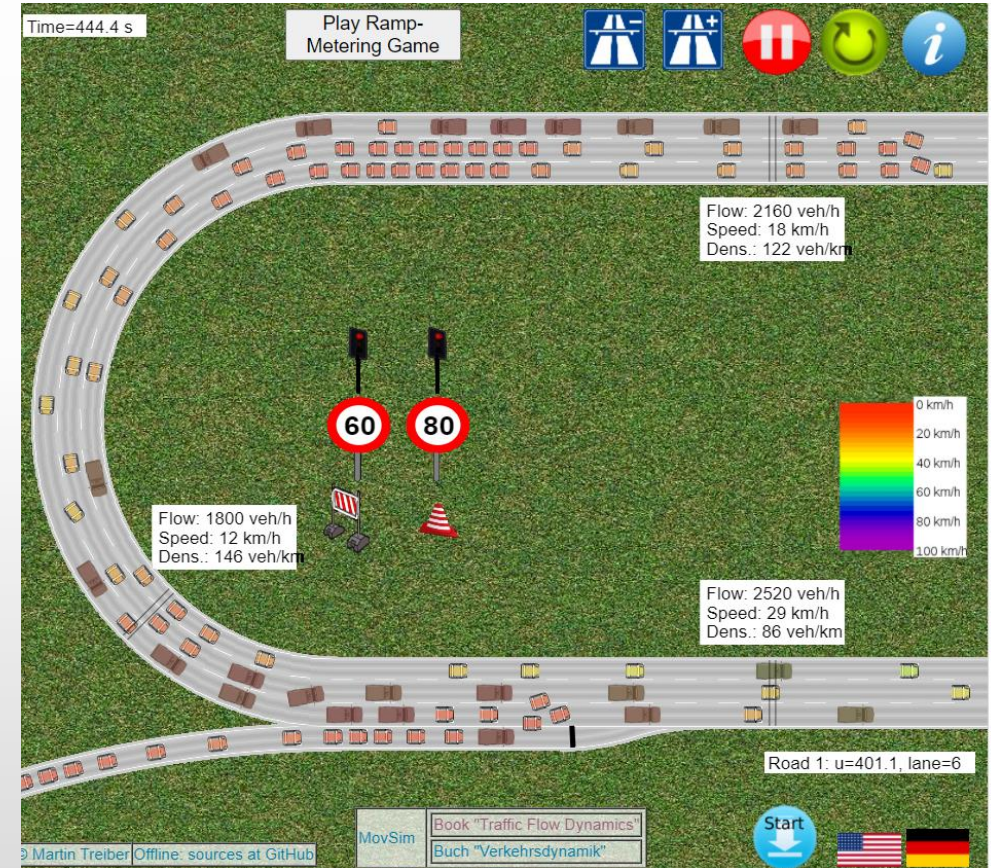 Time=444.4 s
Play Ramp-
Metering Game
Flow: 2160 veh/h
Speed: 18 km/h
Dens.: 122 veh/km
60
80
0 km/h
20 km/h
40 km/h
60 km/h
80 km/h
100 km/h
Flow: 1800 veh/h
Speed: 12 km/h
Dens.: 146 veh/km
Flow: 2520 veh/h
Speed: 29 km/h
Dens.: 86 veh/km
Road 1: u=401.1, lane=6
Start
MovSim
Book "Traffic Flow Dynamics"
Buch "Verkehrsdynamik"
© Martin Treiber
Offline: sources at GitHub